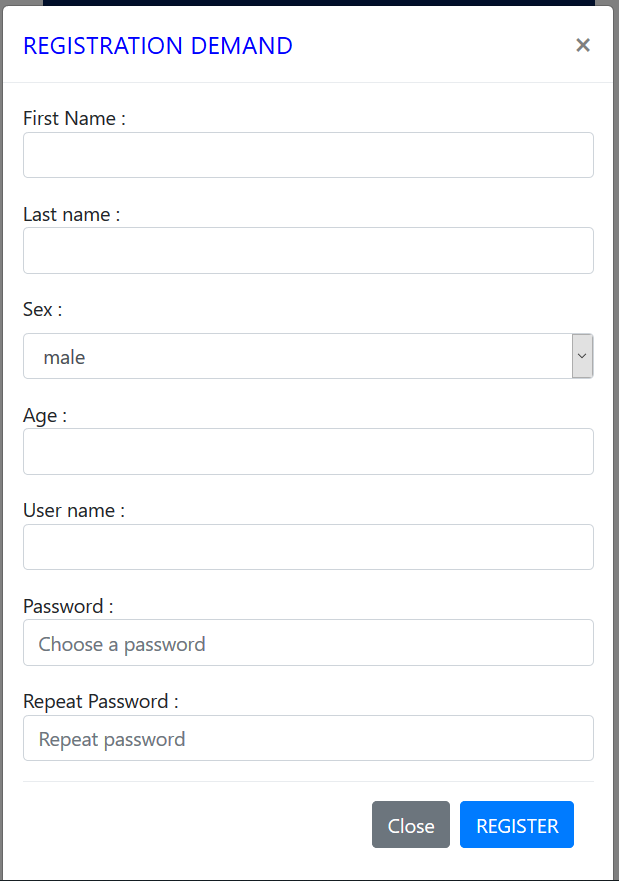 REGISTRATION DEMAND ×
First Name :
Last name :
Sex :
male
Age :
User name :
Password :
Choose a password
Repeat Password :
Repeat password
Close REGISTER